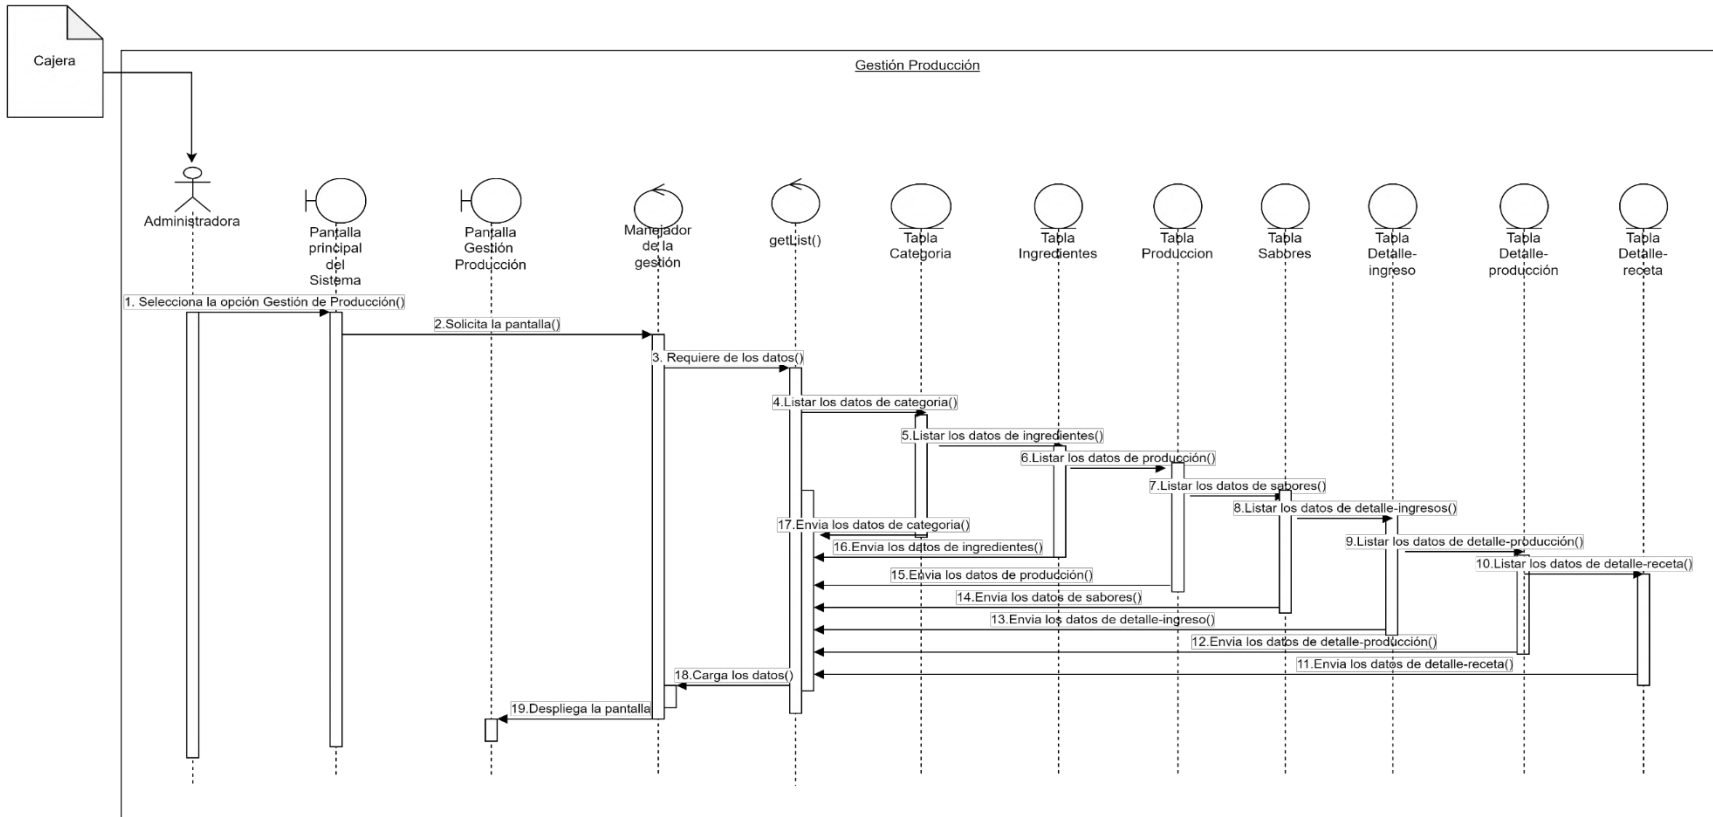 Cajera
Gestión Producción
Administradora
Pantalla
principal
del
Sistema
Pantalla
Gestión
Producción
Manejador
de la
gestión
getList()
Tabla
Categoria
Tabla
Ingredientes
Tabla
Produccion
Tabla
Sabores
Tabla
Detalle-
ingreso
Tabla
Detalle-
producción
Tabla
Detalle-
receta
1. Selecciona la opción Gestión de Producción()
2.Solicita la pantalla()
3. Requiere de los datos()
4.Listar los datos de categoria()
5.Listar los datos de ingredientes()
6.Listar los datos de producción()
7.Listar los datos de sabores()
8.Listar los datos de detalle-ingresos()
9.Listar los datos de detalle-producción()
10.Listar los datos de detalle-receta()
17.Envia los datos de categoria()
16.Envia los datos de ingredientes()
15.Envia los datos de producción()
14.Envia los datos de sabores()
13.Envia los datos de detalle-ingreso()
12.Envia los datos de detalle-producción()
11.Envia los datos de detalle-receta()
18.Carga los datos()
19.Despliega la pantalla